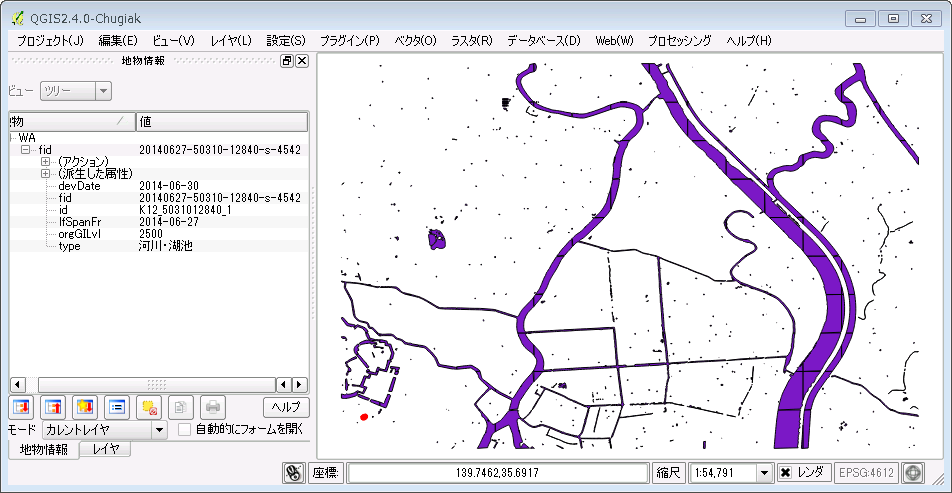 QGIS2.4.0-Chugiak
プロジェクト(J) 編集(E) ビュー(V) レイヤ(L) 設定(S) プラグイン(P) ベクタ(O) ラスタ(R) データベース(D) Web(W) プロセッシング ヘルプ(H)
地物情報
ビュー ツリー
物 値
WA
fid 20140627-50310-12840-s-4542
(アクション)
(派生した属性)
devDate 2014-06-30
fid 20140627-50310-12840-s-4542
id K12_5031012840_1
lfSpanFr 2014-06-27
orgGILvl 2500
type 河川・湖池
ヘルプ
モード カレントレイヤ 自動的にフォームを開く
地物情報 レイヤ
座標: 139.7462,35.6917 縮尺 1:54,791 レンダ EPSG:4612